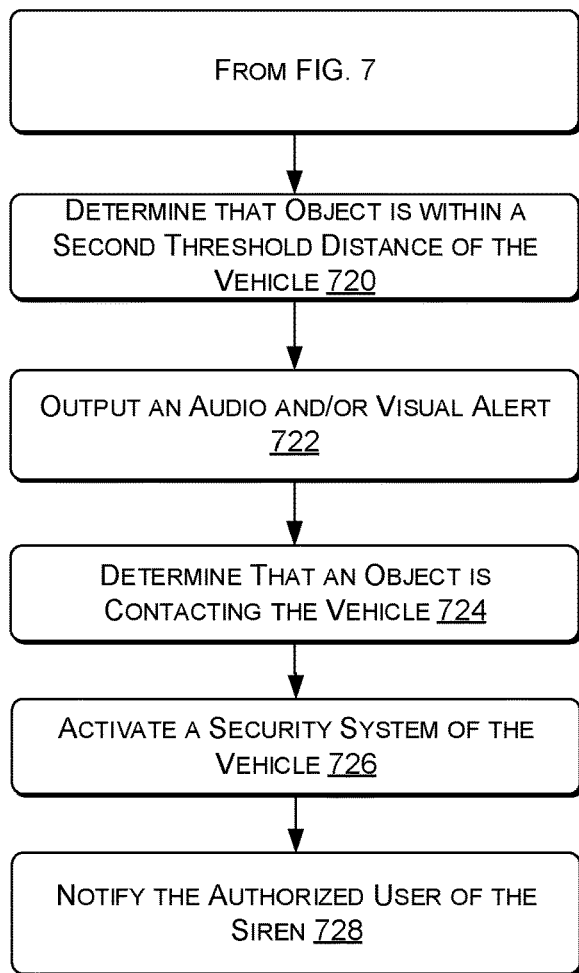 FROM FIG. 7
DETERMINE THAT OBJECT IS WITHIN A
SECOND THRESHOLD DISTANCE OF THE
VEHICLE 720
OUTPUT AN AUDIO AND/OR VISUAL ALERT
722
DETERMINE THAT AN OBJECT IS
CONTACTING THE VEHICLE 724
ACTIVATE A SECURITY SYSTEM OF THE
VEHICLE 726
NOTIFY THE AUTHORIZED USER OF THE
SIREN 728